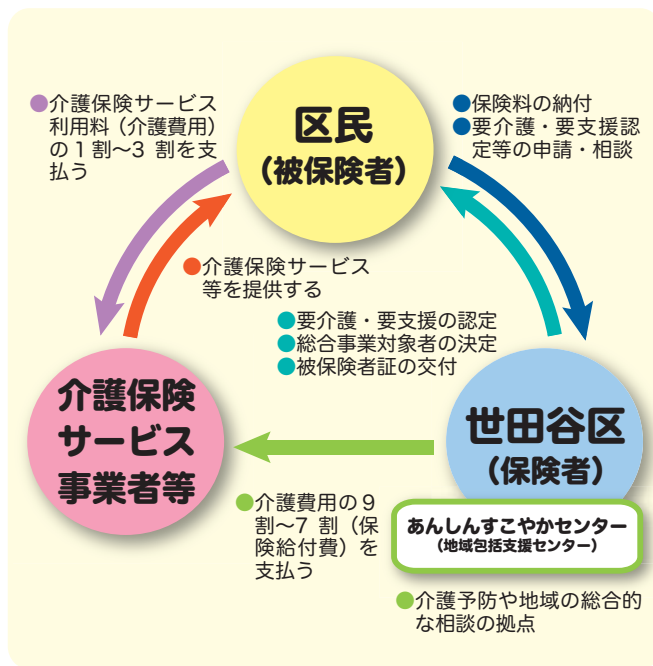 ●介護保険サービス
利用料（介護費用）
の1割～3 割を支
払う
区民
（被保険者）
●保険料の納付
●要介護・要支援認
定等の申請・相談
●介護保険サービス
等を提供する
●要介護・要支援の認定
●総合事業対象者の決定
●被保険者証の交付
介護保険
サービス
事業者等
世田谷区
（保険者）
●介護費用の9
割～7 割（保
険給付費）を
支払う
あんしんすこやかセンター
（地域包括支援センター）
●介護予防や地域の総合的
な相談の拠点